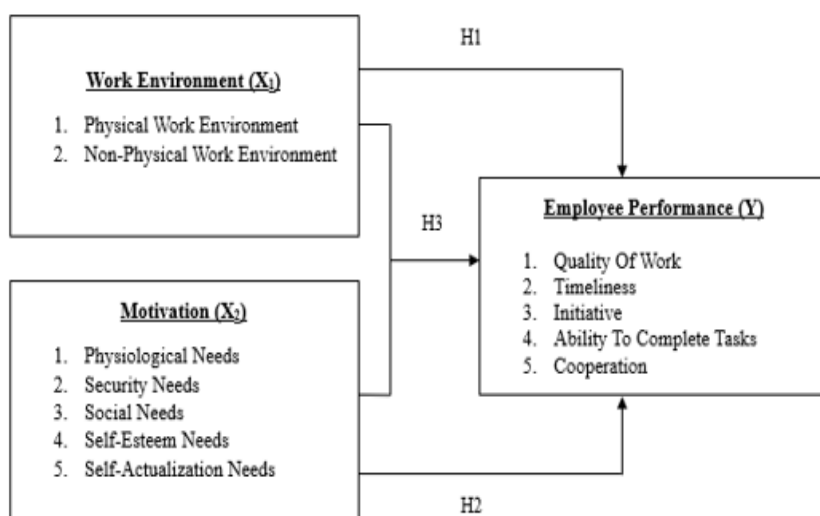 H1
Work Environment (X₁)
1. Physical Work Environment
2. Non-Physical Work Environment
H3
Employee Performance (Y)
1. Quality Of Work
2. Timeliness
3. Initiative
4. Ability To Complete Tasks
5. Cooperation
Motivation (X₂)
1. Physiological Needs
2. Security Needs
3. Social Needs
4. Self-Esteem Needs
5. Self-Actualization Needs
H2